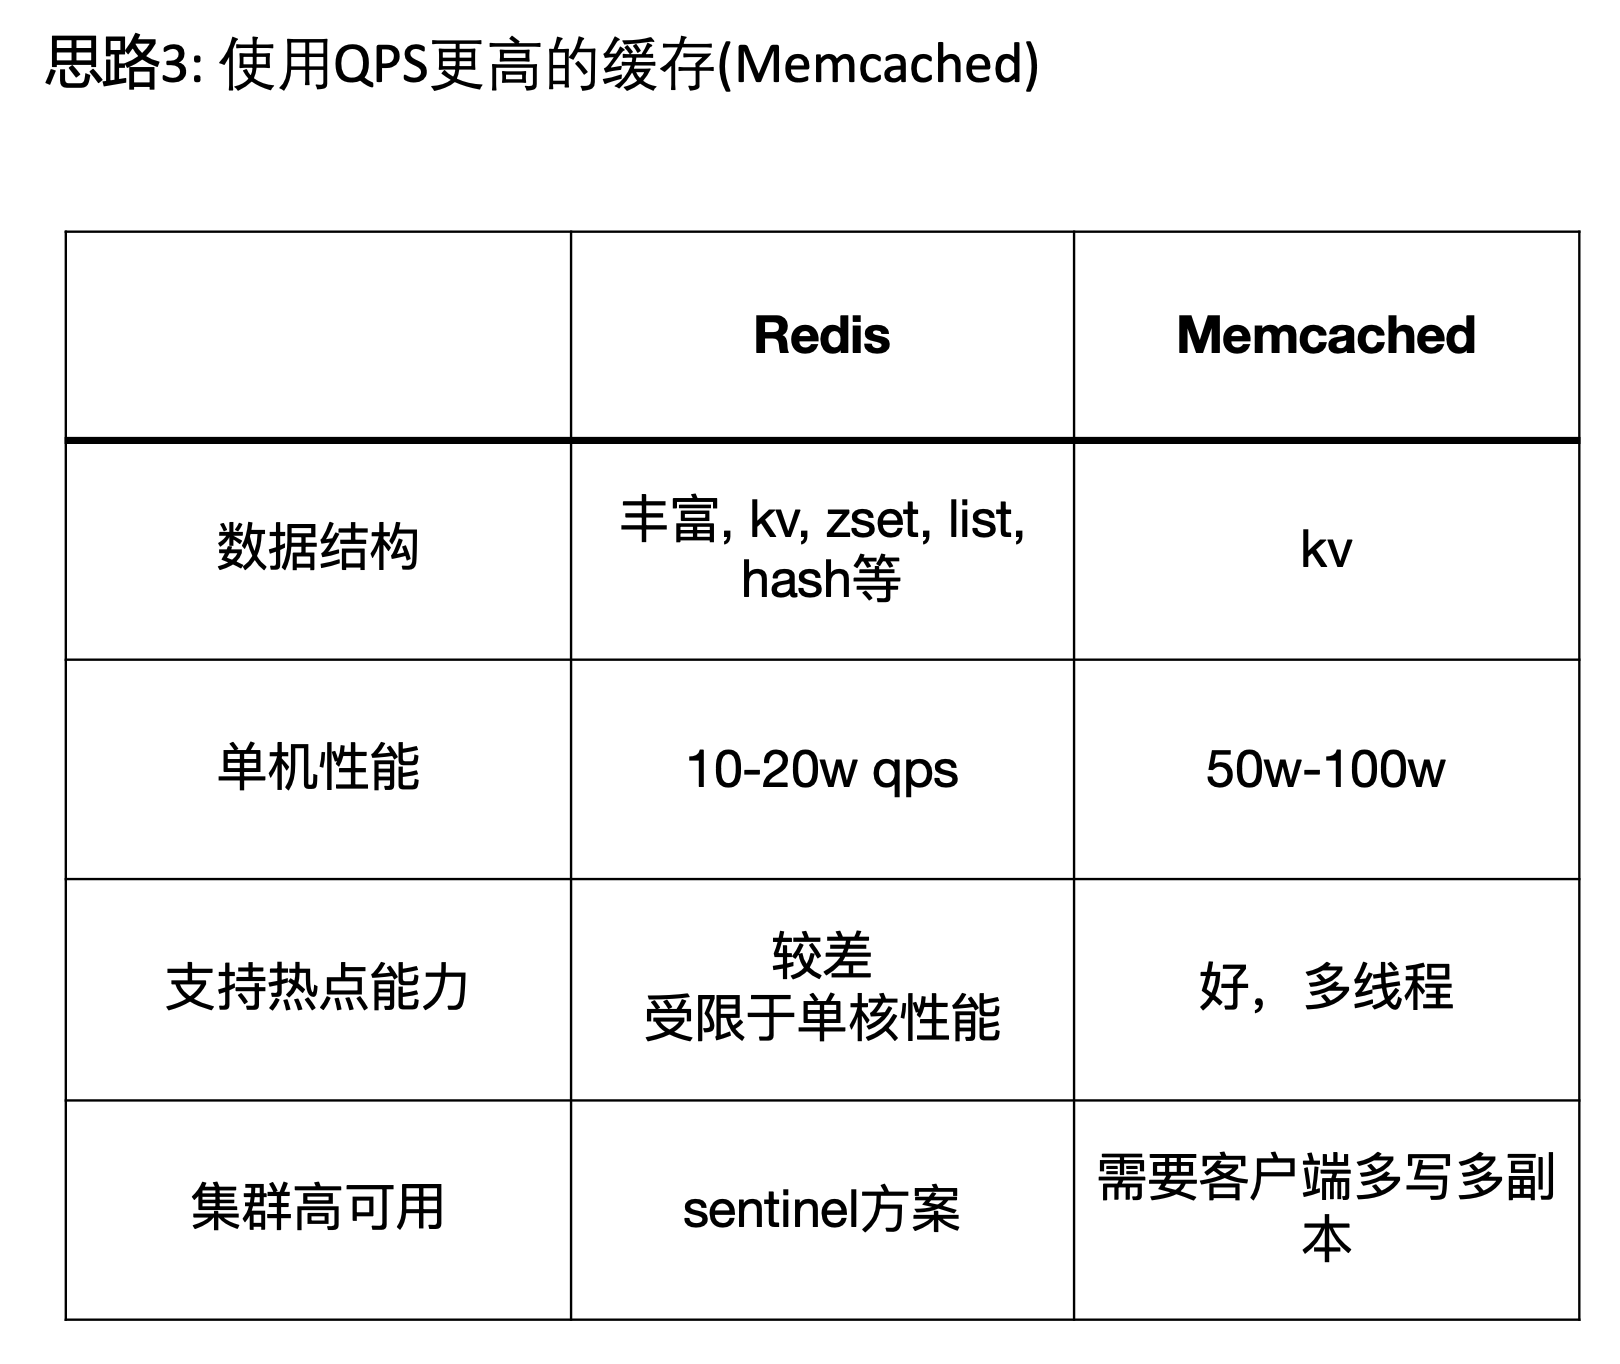 思路3: 使用QPS更高的缓存(Memcached)
Redis
Memcached
数据结构
丰富, kv, zset, list,
hash等
kv
单机性能
10-20w qps
50w-100w
支持热点能力
较差
受限于单核性能
好，多线程
集群高可用
sentinel方案
需要客户端多写多副
本